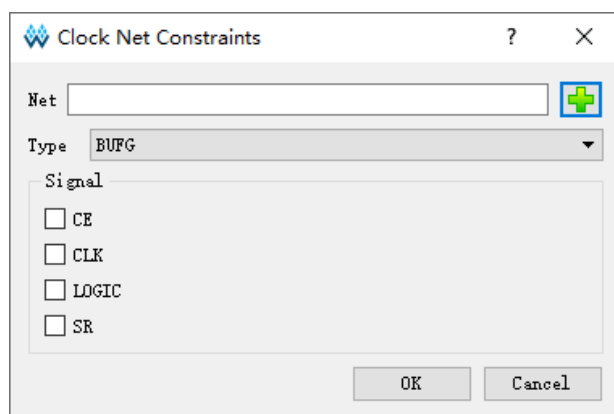 Clock Net Constraints ?
Net
Type BUFG
Signal
CE
CLK
LOGIC
SR
OK Cancel